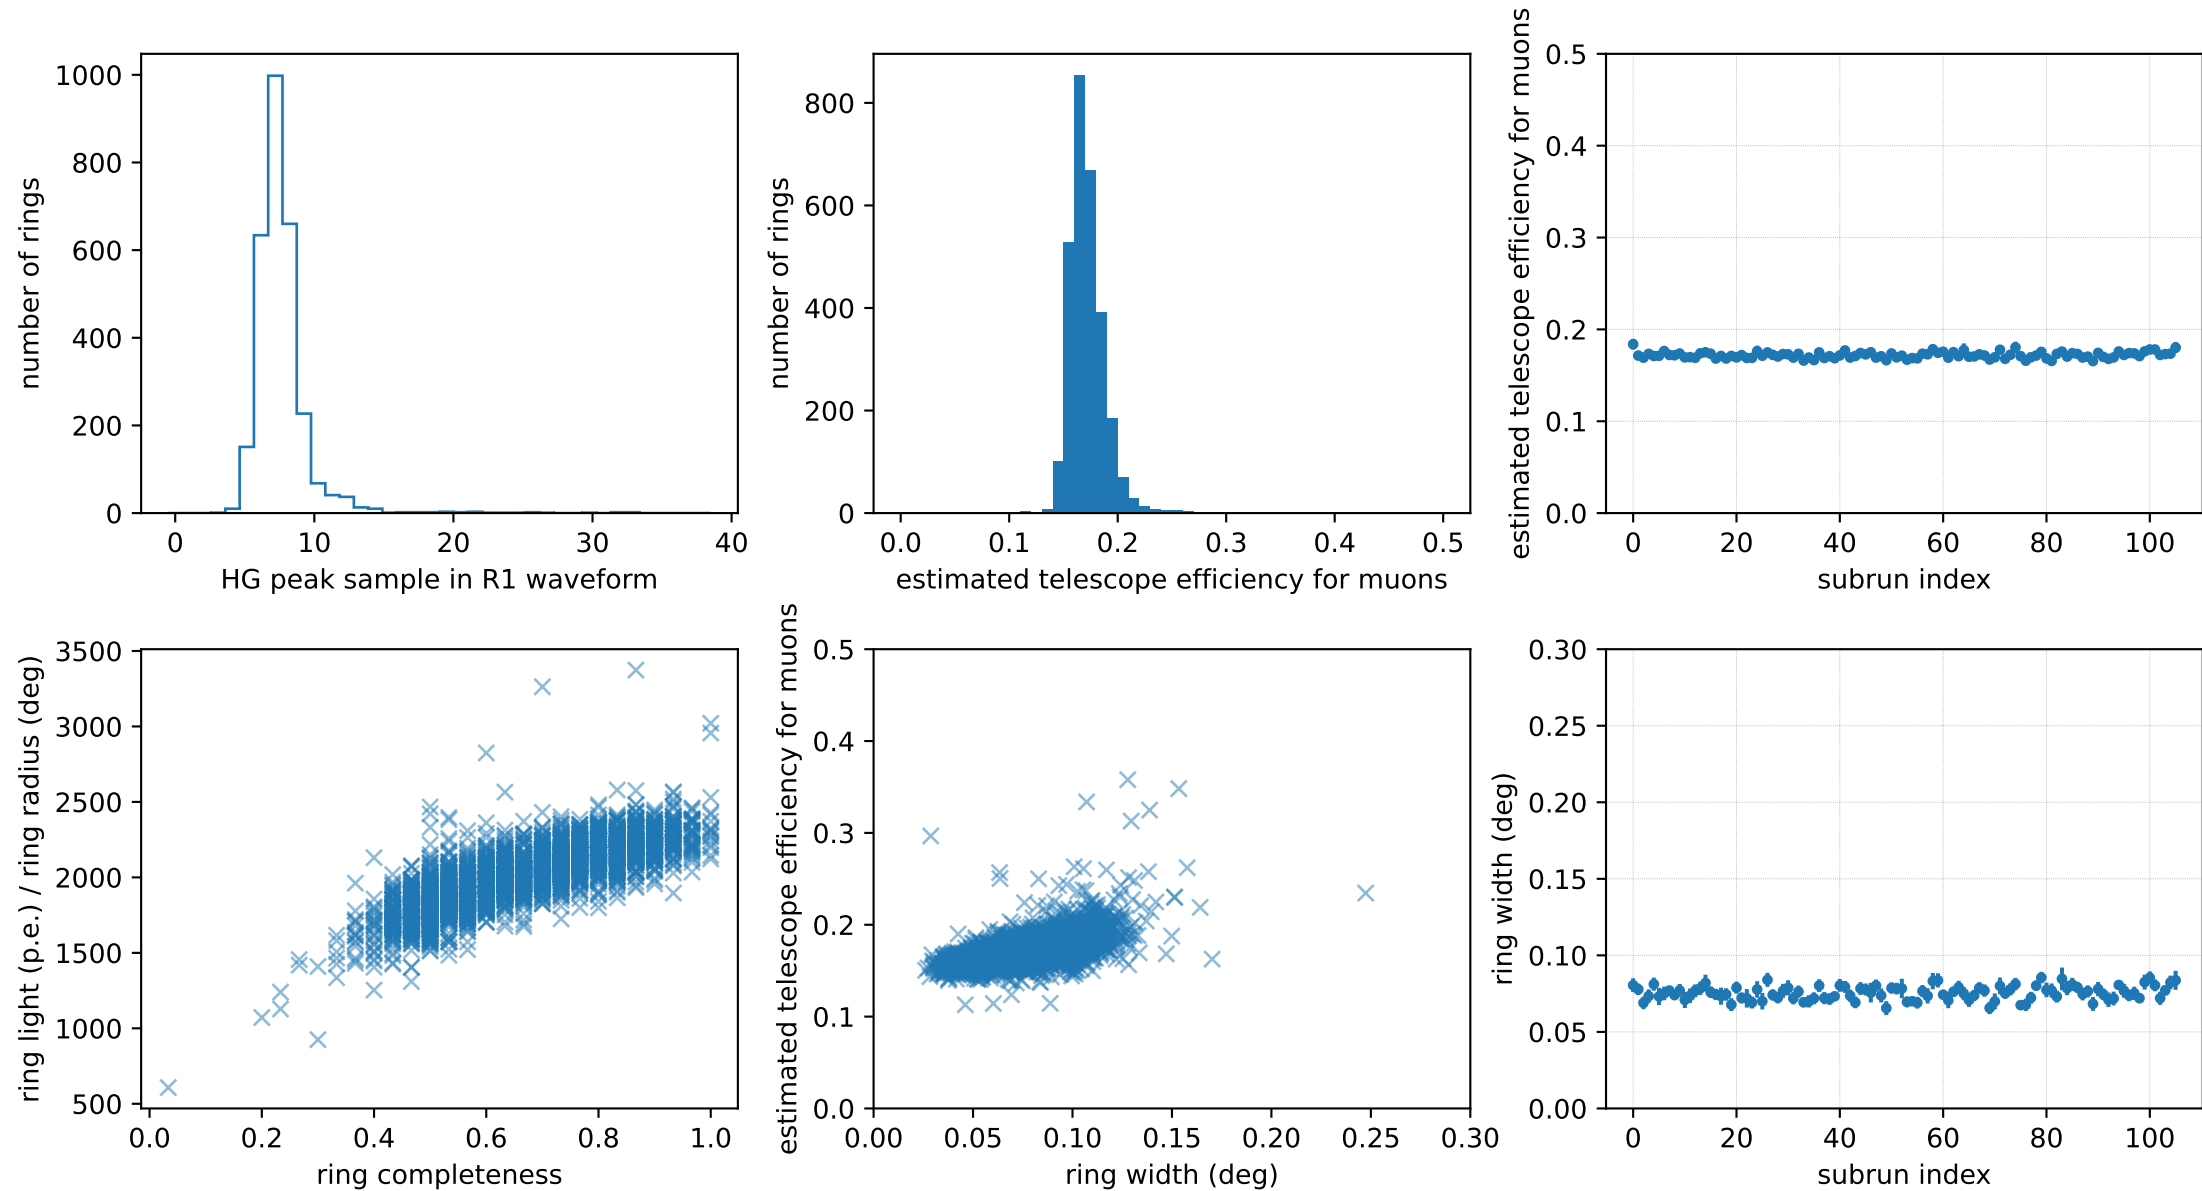 1000
800
600
400
200
0
number of rings
0 10 20 30 40
HG peak sample in R1 waveform
800
600
400
200
0
number of rings
0.0 0.1 0.2 0.3 0.4 0.5
estimated telescope efficiency for muons
0.5
0.4
0.3
0.2
0.1
0.0
estimated telescope efficiency for muons
0 20 40 60 80 100
subrun index
3500
3000
2500
2000
1500
1000
500
ring light (p.e.) / ring radius (deg)
0.0 0.2 0.4 0.6 0.8 1.0
ring completeness
0.5
0.4
0.3
0.2
0.1
0.0
estimated telescope efficiency for muons
0.00 0.05 0.10 0.15 0.20 0.25 0.30
ring width (deg)
0.30
0.25
0.20
0.15
0.10
0.05
0.00
ring width (deg)
0 20 40 60 80 100
subrun index